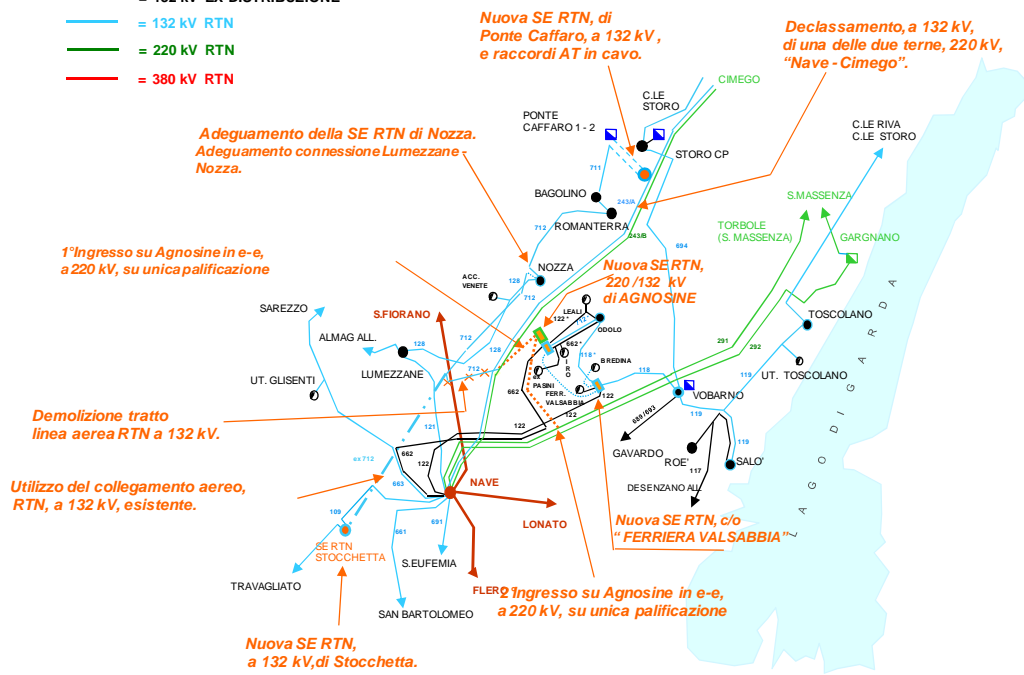 = 132 kV RTN
= 220 kV RTN
= 380 kV RTN
Nuova SE RTN, di
Ponte Caffaro, a 132 kV ,
e raccordi AT in cavo.
Declassamento, a 132 kV,
di una delle due terne, 220 kV,
“Nave - Cimego”.
CIMEGO
C.LE
STORO
PONTE
CAFFARO 1 - 2
STORO CP
C.LE RIVA
C.LE STORO
Adeguamento della SE RTN di Nozza.
Adeguamento connessione Lumezzane -
Nozza.
711
BAGOLINO
243/A
ROMANTERRA
712
243/B
694
S.MASSENZA
TORBOLE
(S. MASSENZA)
GARGNANO
1°Ingresso su Agnosine in e-e,
a 220 kV, su unica palificazione
NOZZA
ACC.
VENETE
128
712
Nuova SE RTN,
220 /132 kV
di AGNOSINE
SAREZZO
S.FIORANO
LEALI
122 *
ODOLO
TOSCOLANO
ALMAG ALL.
128
712
128
662 *
118 *
I R O
BREDINA
291
292
LUMEZZANE
712
ex
PASINI
FERR.
VALSABBIA
118
119
UT. TOSCOLANO
UT. GLISENTI
662
122
VOBARNO
Demolizione tratto
linea aerea RTN a 132 kV.
121
122
122
689 /693
119
119
GAVARDO
ROE'
117
SALO'
DESENZANO ALL.
ex 712
662
122
663
Utilizzo del collegamento aereo,
RTN, a 132 kV, esistente.
NAVE
LONATO
109
661
691
SE RTN
STOCCHETTA
S.EUFEMIA
Nuova SE RTN, c/o
“ FERRIERA VALSABBIA”
TRAVAGLIATO
FLERO
2°Ingresso su Agnosine in e-e,
a 220 kV, su unica palificazione
SAN BARTOLOMEO
Nuova SE RTN,
a 132 kV,di Stocchetta.
L A G O D I G A R D A